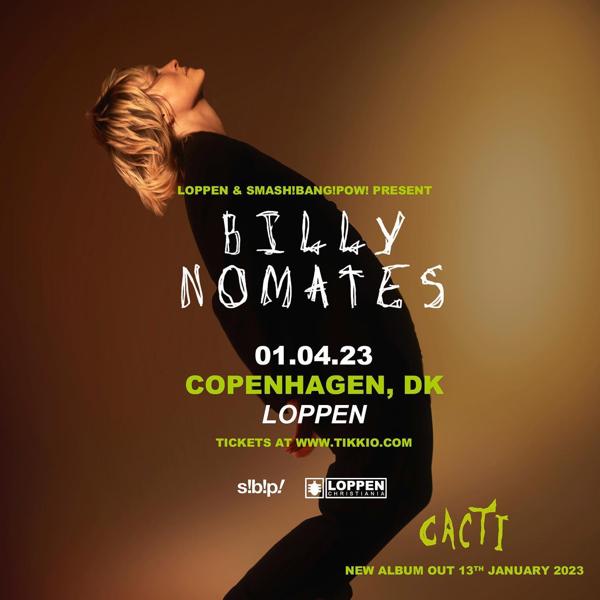 LOPPEN & SMASH!BANG!POW! PRESENT
BILLY
NOMATES
01.04.23
COPENHAGEN, DK
LOPPEN
TICKETS AT WWW.TIKKIO.COM
s!b!p!
LOPPEN
CHRISTIANIA
CACTI
NEW ALBUM OUT 13TH JANUARY 2023